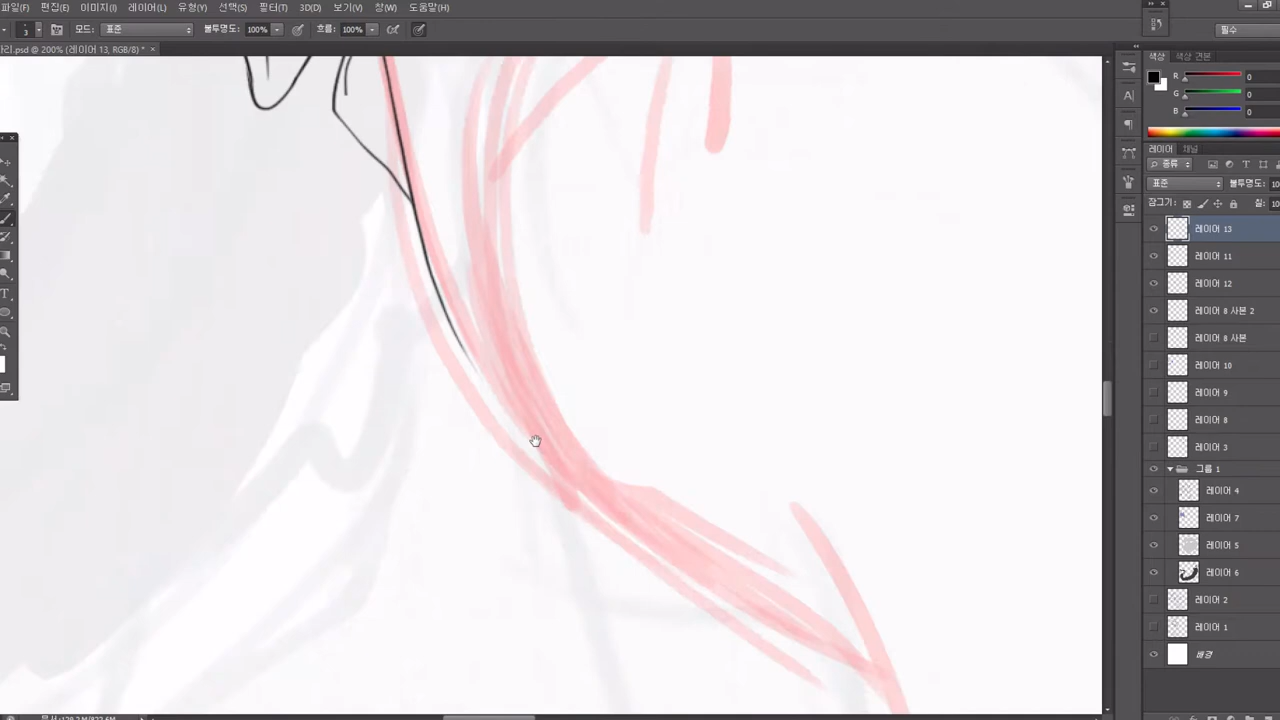 파일(F) 편집(E) 이미지(I) 레이어(L) 유형(Y) 선택(S) 필터(T) 3D(D) 보기(V) 창(W) 도움말(H)
3 모드: 표준 불투명도: 100% 흐름: 100% 필수
리.psd @ 200% (레이어 13, RGB/8) * ×
색상 색상 견본
R 0
G 0
B 0
레이어 채널
종류
표준 불투명도:
잠그기: 칠:
레이어 13
레이어 11
레이어 12
레이어 8 사본 2
레이어 8 사본
레이어 10
레이어 9
레이어 8
레이어 3
그룹 1
레이어 4
레이어 7
레이어 5
레이어 6
레이어 2
레이어 1
배경